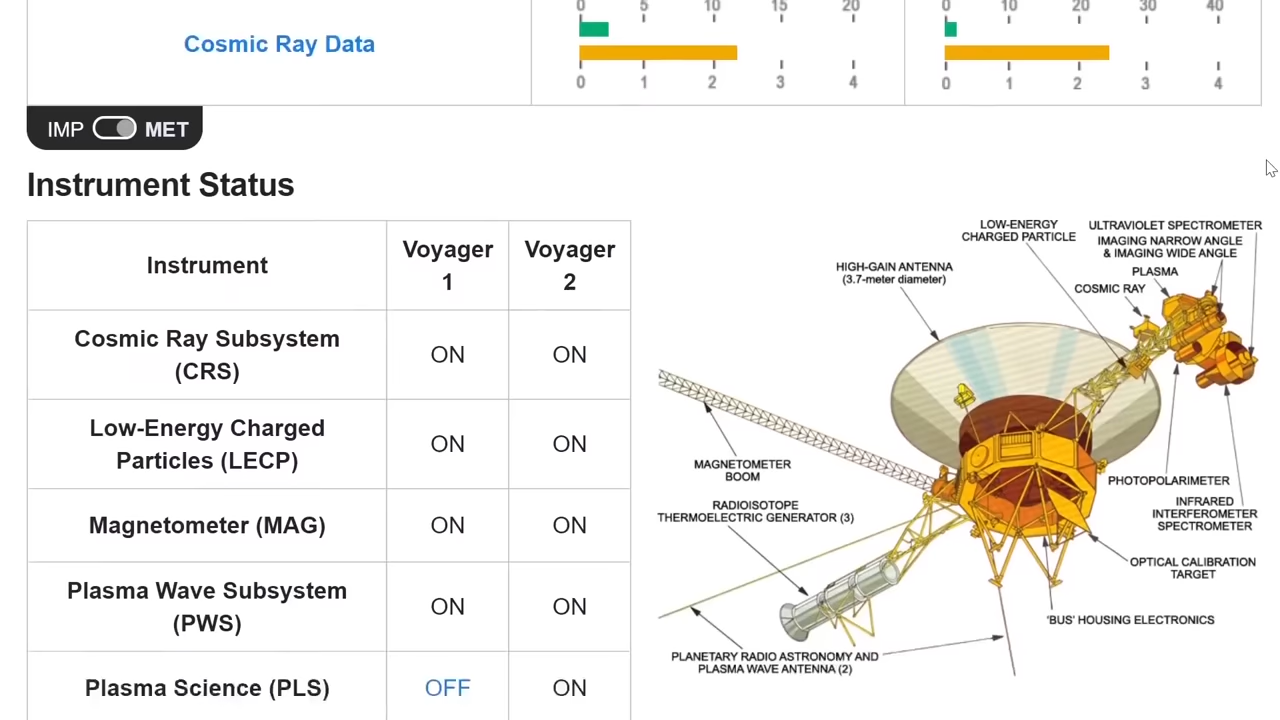 0 5 10 15 20
0 10 20 30 40
Cosmic Ray Data
0 1 2 3 4
0 1 2 3 4
IMP MET
Instrument Status
Instrument
Voyager
1
Voyager
2
Cosmic Ray Subsystem
(CRS)
ON
ON
Low-Energy Charged
Particles (LECP)
ON
ON
Magnetometer (MAG)
ON
ON
Plasma Wave Subsystem
(PWS)
ON
ON
Plasma Science (PLS)
OFF
ON
LOW-ENERGY
CHARGED PARTICLE
ULTRAVIOLET SPECTROMETER
IMAGING NARROW ANGLE
& IMAGING WIDE ANGLE
PLASMA
COSMIC RAY
HIGH-GAIN ANTENNA
(3.7-meter diameter)
MAGNETOMETER
BOOM
RADIOISOTOPE
THERMOELECTRIC GENERATOR (3)
PHOTOPOLARIMETER
INFRARED
INTERFEROMETER
SPECTROMETER
OPTICAL CALIBRATION
TARGET
'BUS' HOUSING ELECTRONICS
PLANETARY RADIO ASTRONOMY AND
PLASMA WAVE ANTENNA (2)